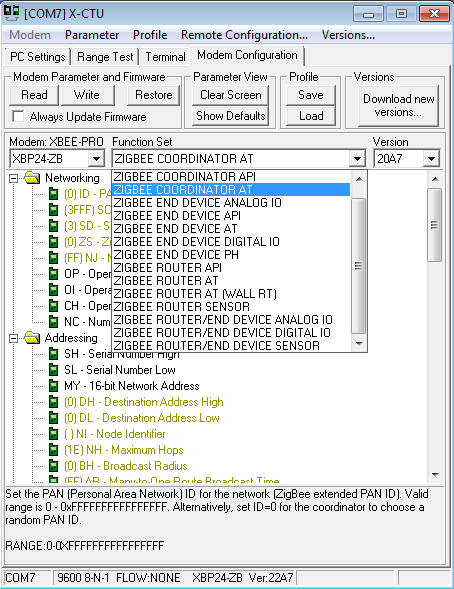 [COM7] X-CTU
Modem Parameter Profile Remote Configuration... Versions...
PC Settings Range Test Terminal Modem Configuration
Modem Parameter and Firmware Parameter View Profile Versions
Read Write Restore Clear Screen Save Download new versions...
Always Update Firmware Show Defaults Load
Modem: XBEE-PRO Function Set Version
XBP24-ZB ZIGBEE COORDINATOR AT 20A7
Networking
ZIGBEE COORDINATOR API
ZIGBEE COORDINATOR AT
ZIGBEE END DEVICE ANALOG IO
ZIGBEE END DEVICE API
ZIGBEE END DEVICE AT
ZIGBEE END DEVICE DIGITAL IO
ZIGBEE END DEVICE PH
ZIGBEE ROUTER API
ZIGBEE ROUTER AT
ZIGBEE ROUTER AT (WALL RT)
ZIGBEE ROUTER SENSOR
ZIGBEE ROUTER/END DEVICE ANALOG IO
ZIGBEE ROUTER/END DEVICE DIGITAL IO
ZIGBEE ROUTER/END DEVICE SENSOR
(0) ID - PA
(3FFF) SC
(3) SD - S
(0) ZS - Zi
(FF) NJ - N
OP - Oper
OI - Opera
CH - Oper
NC - Num
Addressing
SH - Serial Number High
SL - Serial Number Low
MY - 16-bit Network Address
(0) DH - Destination Address High
(0) DL - Destination Address Low
( ) NI - Node Identifier
(1E) NH - Maximum Hops
(0) BH - Broadcast Radius
(FF) AR - Many-to-One Route Broadcast Time
Set the PAN (Personal Area Network) ID for the network (ZigBee extended PAN ID). Valid
range is 0 - 0xFFFFFFFFFFFFFFFF. Alternatively, set ID=0 for the coordinator to choose a
random PAN ID.
RANGE:0-0XFFFFFFFFFFFFFFFF
COM7 9600 8-N-1 FLOW:NONE XBP24-ZB Ver:22A7